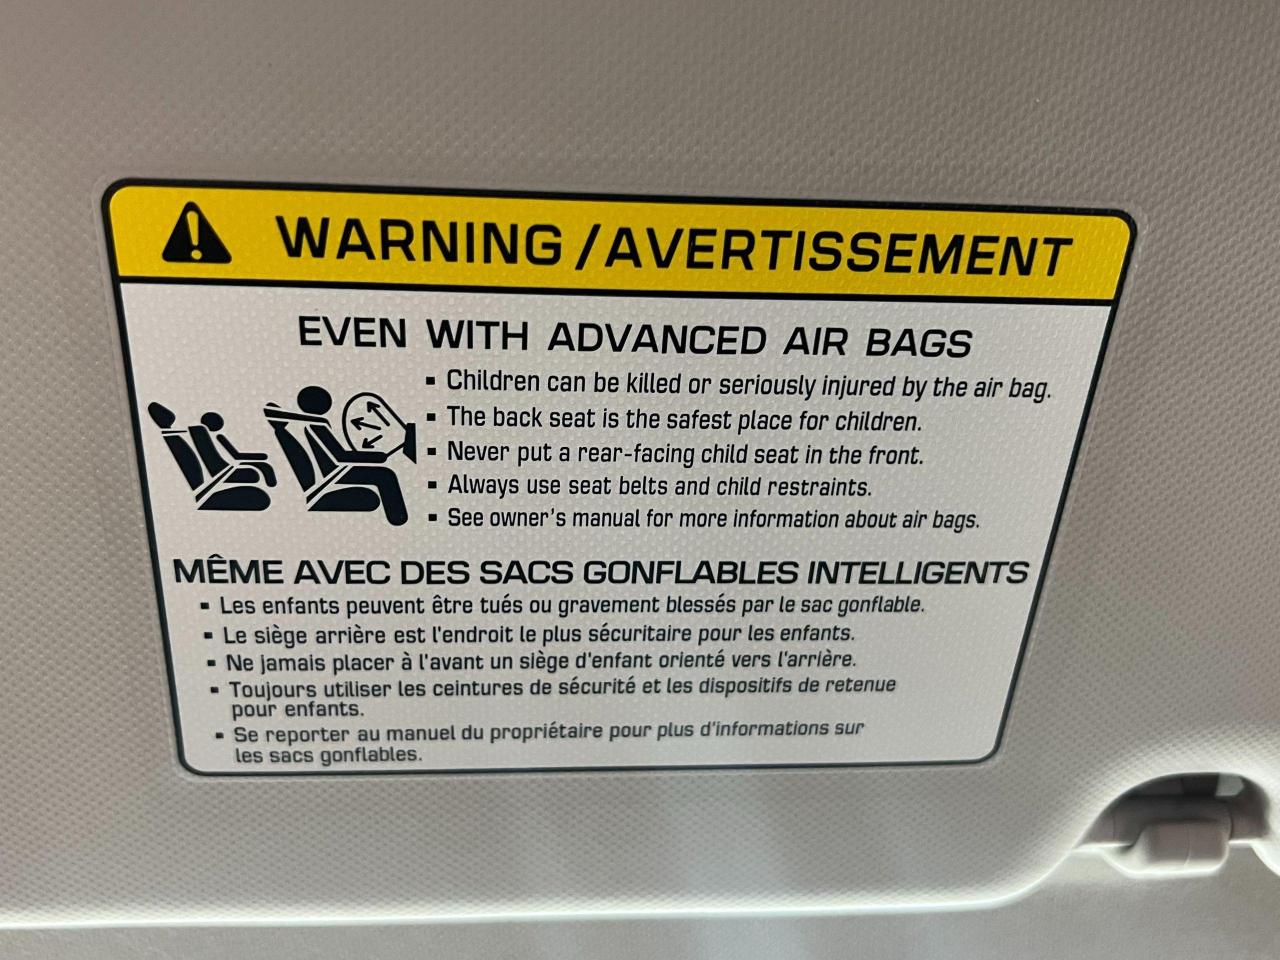 WARNING/AVERTISSEMENT
EVEN WITH ADVANCED AIR BAGS
▪ Children can be killed or seriously injured by the air bag.
▪ The back seat is the safest place for children.
▪ Never put a rear-facing child seat in the front.
▪ Always use seat belts and child restraints.
▪ See owner's manual for more information about air bags.
MÊME AVEC DES SACS GONFLABLES INTELLIGENTS
▪ Les enfants peuvent être tués ou gravement blessés par le sac gonflable.
▪ Le siège arrière est l'endroit le plus sécuritaire pour les enfants.
▪ Ne jamais placer à l'avant un siège d'enfant orienté vers l'arrière.
▪ Toujours utiliser les ceintures de sécurité et les dispositifs de retenue
pour enfants.
▪ Se reporter au manuel du propriétaire pour plus d'informations sur
les sacs gonflables.